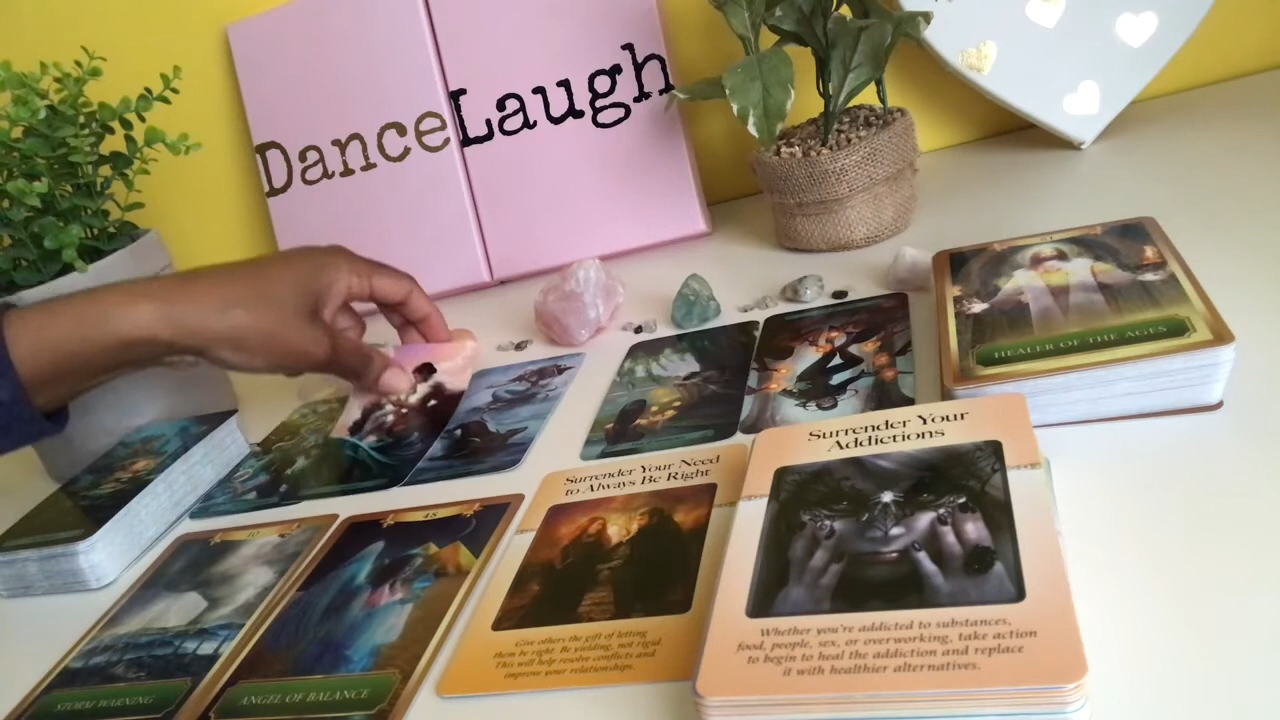 DanceLaugh
HEALER OF THE AGES
Surrender Your
Addictions
Whether you're addicted to substances,
food, people, sex, or overworking, take action
to begin to heal the addiction and replace
it with healthier alternatives.
Surrender Your Need
to Always Be Right
Give others the gift of letting
them be right. Be yielding, not rigid.
This will help resolve conflicts and
improve your relationships.
10
STORM WARNING
48
ANGEL OF BALANCE